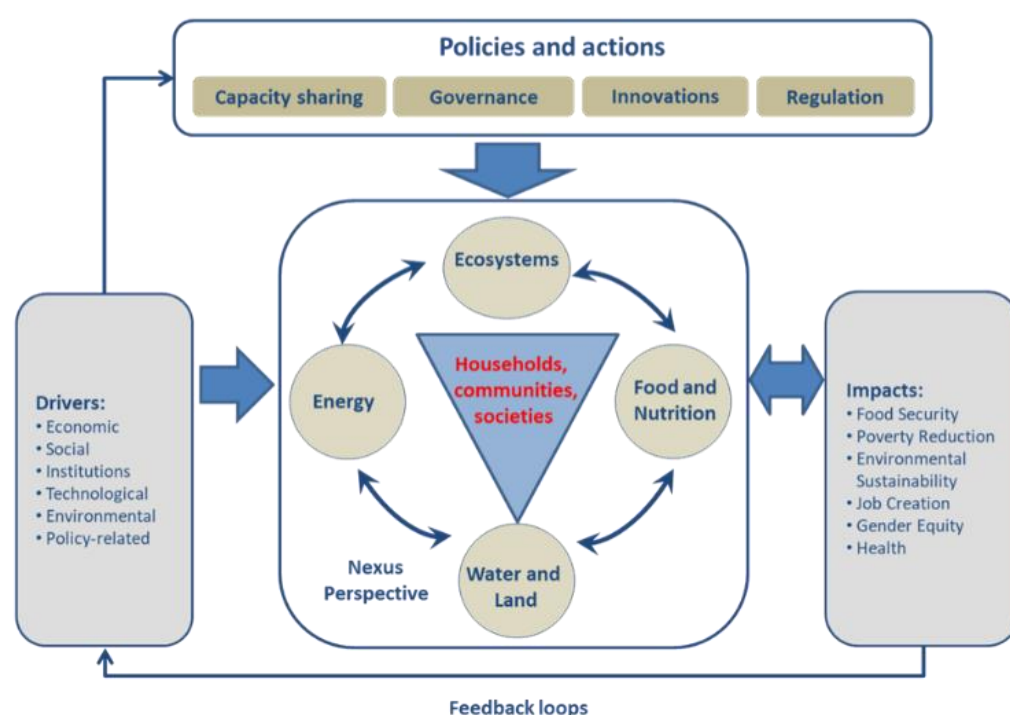 Policies and actions
Capacity sharing
Governance
Innovations
Regulation
Ecosystems
Households,
communities,
societies
Energy
Food and
Nutrition
Water and
Land
Nexus
Perspective
Drivers:
• Economic
• Social
• Institutions
• Technological
• Environmental
• Policy-related
Impacts:
• Food Security
• Poverty Reduction
• Environmental
Sustainability
• Job Creation
• Gender Equity
• Health
Feedback loops